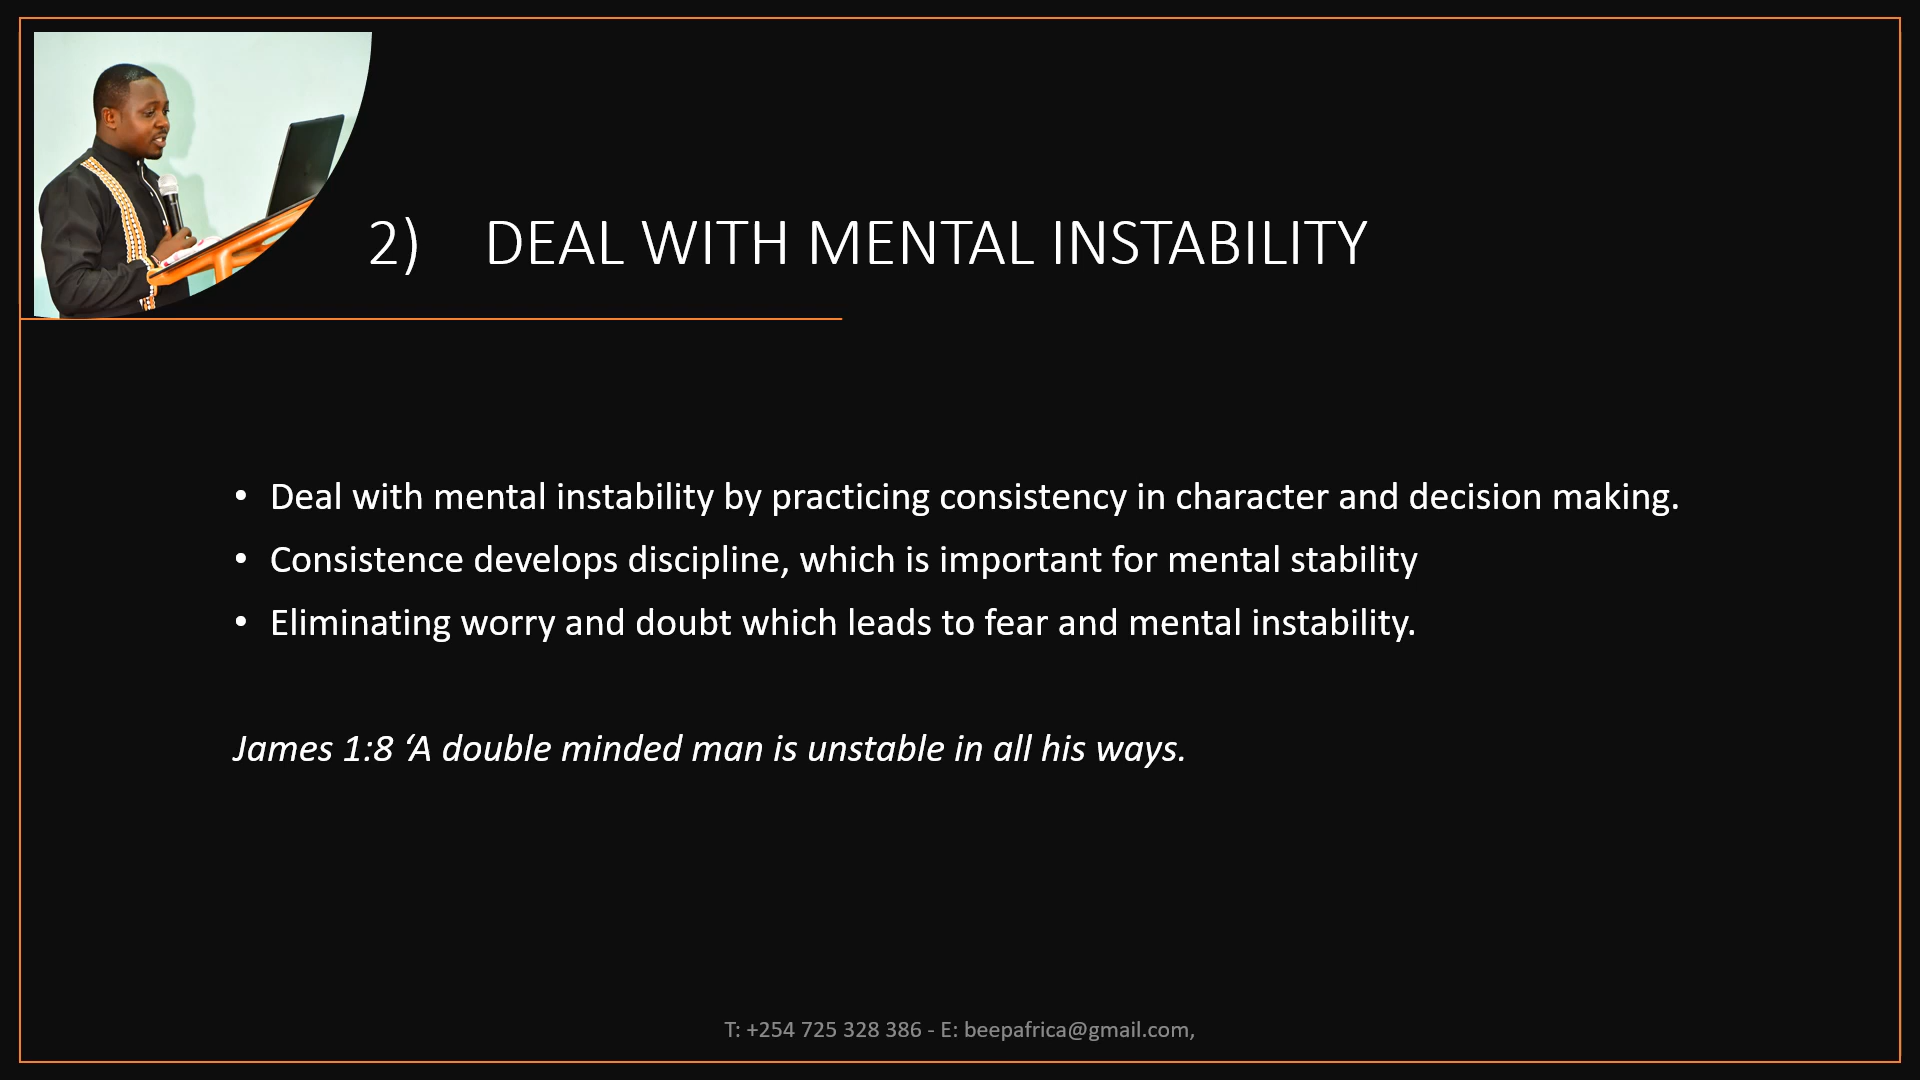 2) DEAL WITH MENTAL INSTABILITY
• Deal with mental instability by practicing consistency in character and decision making.
• Consistence develops discipline, which is important for mental stability
• Eliminating worry and doubt which leads to fear and mental instability.
James 1:8 ‘A double minded man is unstable in all his ways.
T: +254 725 328 386 - E: beepafrica@gmail.com,